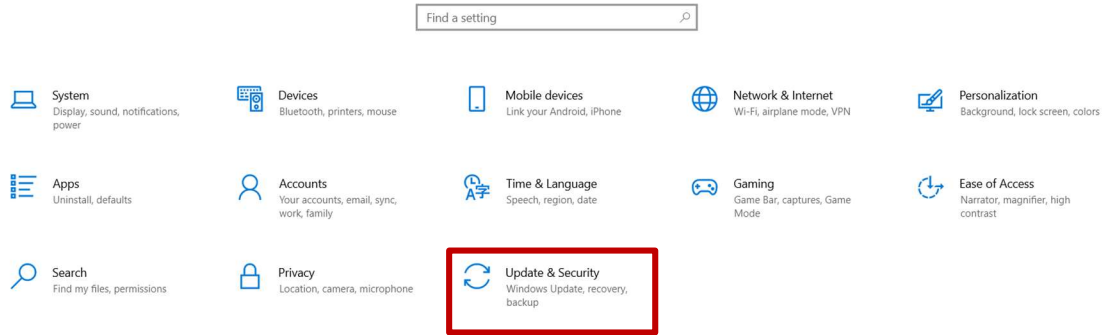 Find a setting
System
Display, sound, notifications,
power
Devices
Bluetooth, printers, mouse
Mobile devices
Link your Android, iPhone
Network & Internet
Wi-Fi, airplane mode, VPN
Personalization
Background, lock screen, colors
Apps
Uninstall, defaults
Accounts
Your accounts, email, sync,
work, family
Time & Language
Speech, region, date
Gaming
Game Bar, captures, Game
Mode
Ease of Access
Narrator, magnifier, high
contrast
Search
Find my files, permissions
Privacy
Location, camera, microphone
Update & Security
Windows Update, recovery,
backup